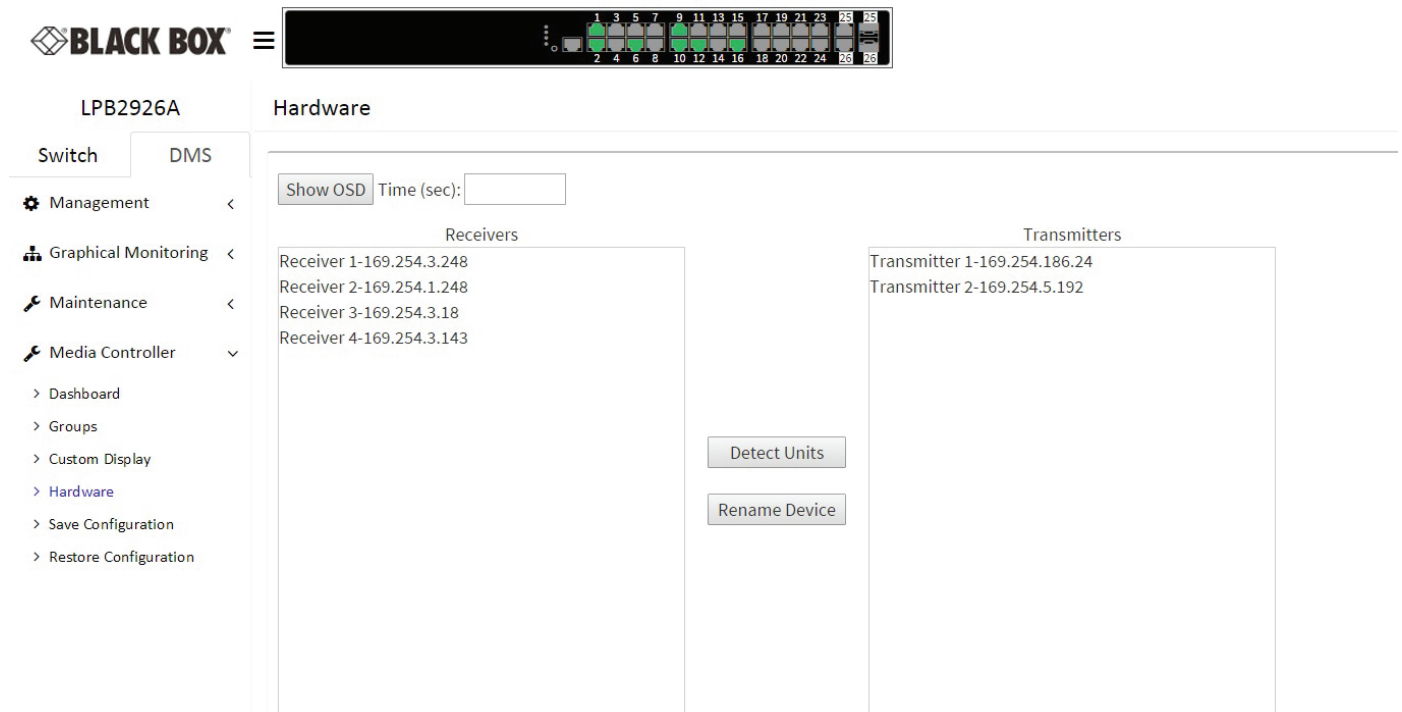 BLACK BOX®
1 3 5 7 9 11 13 15 17 19 21 23 25 25
2 4 6 8 10 12 14 16 18 20 22 24 26 26
LPB2926A
Hardware
Switch DMS
Show OSD Time (sec):
Management
Graphical Monitoring
Maintenance
Media Controller
Dashboard
Groups
Custom Display
Hardware
Save Configuration
Restore Configuration
Receivers
Receiver 1-169.254.3.248
Receiver 2-169.254.1.248
Receiver 3-169.254.3.18
Receiver 4-169.254.3.143
Detect Units
Rename Device
Transmitters
Transmitter 1-169.254.186.24
Transmitter 2-169.254.5.192